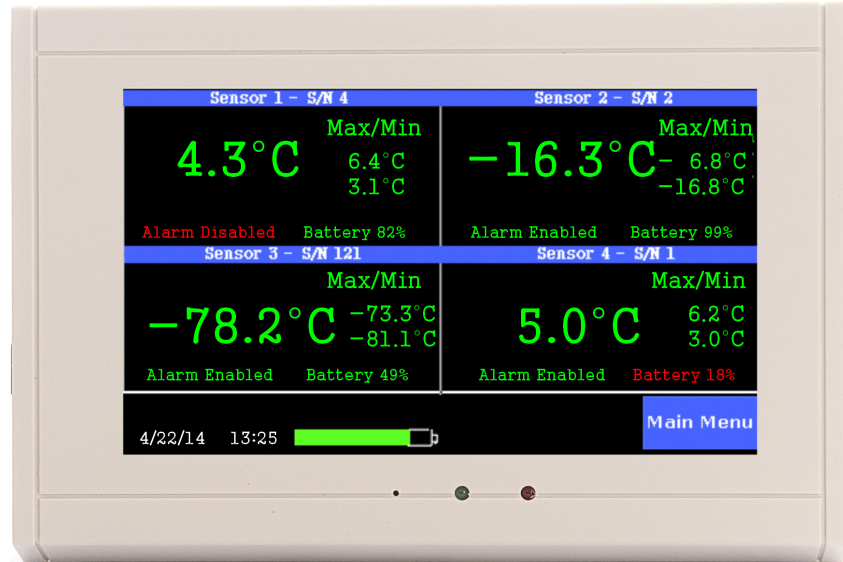 Sensor 1 - S/N 4
Max/Min
4.3°C
6.4°C
3.1°C
Alarm Disabled Battery 82%
Sensor 2 - S/N 2
Max/Min
-16.3°C
- 6.8°C
-16.8°C
Alarm Enabled Battery 99%
Sensor 3 - S/N 121
Max/Min
-78.2°C
-73.3°C
-81.1°C
Alarm Enabled Battery 49%
Sensor 4 - S/N 1
Max/Min
5.0°C
6.2°C
3.0°C
Alarm Enabled Battery 18%
4/22/14 13:25
Main Menu